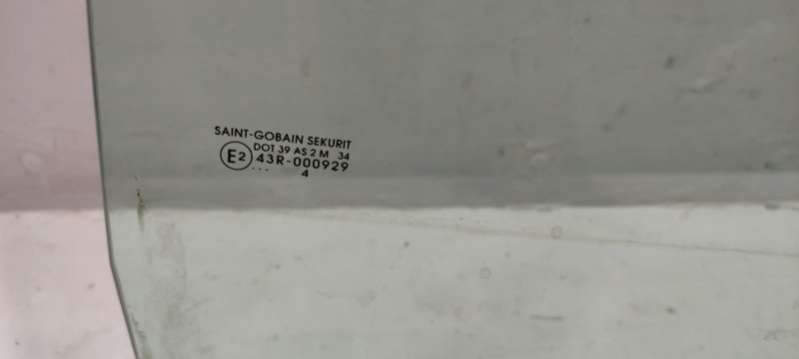 SAINT-GOBAIN SEKURIT
DOT 39 AS 2 M 34
E2 43R-000929
... 4